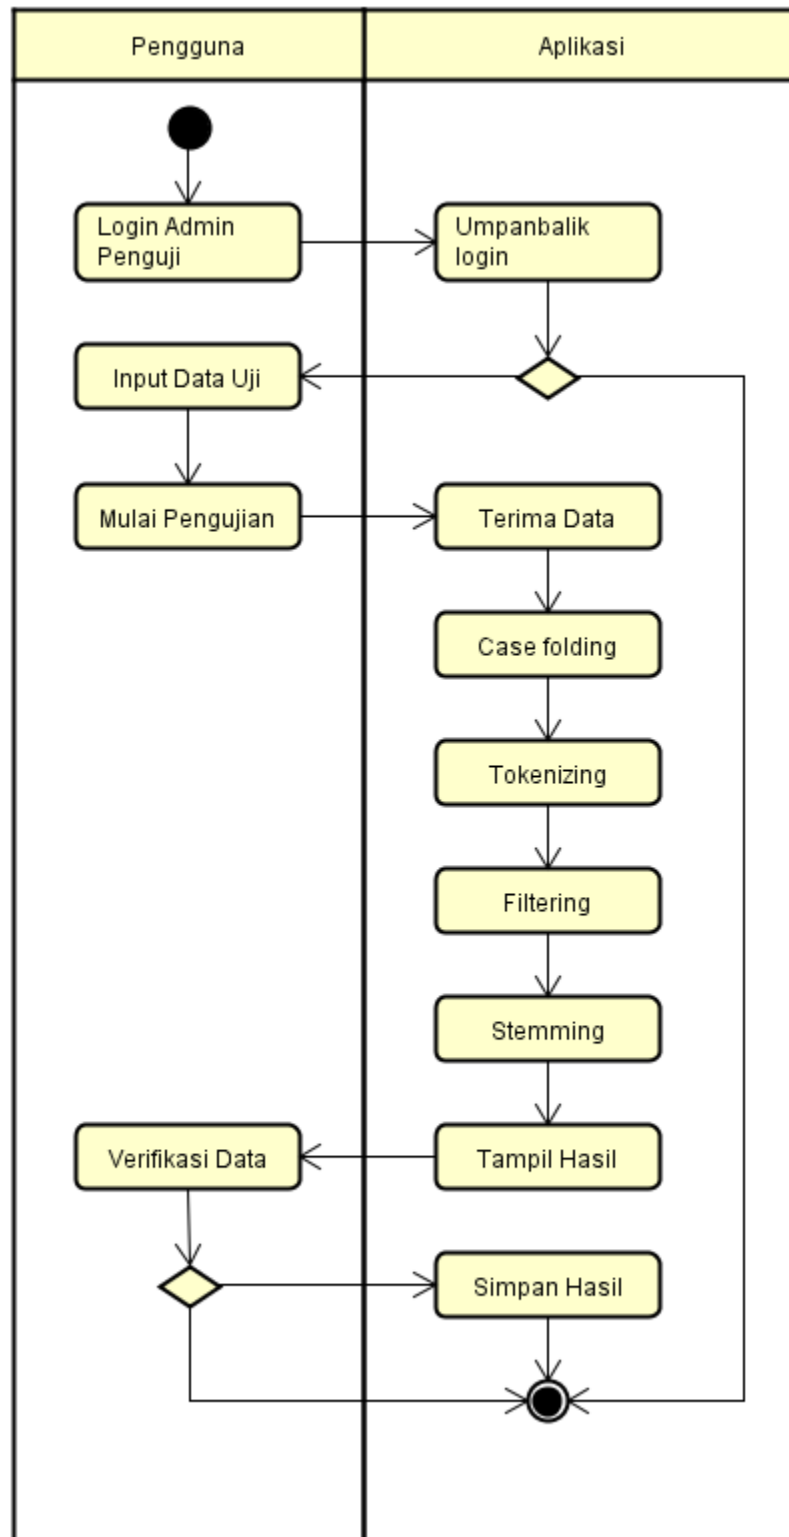 Pengguna
Aplikasi
Login Admin
Penguji
Umpanbalik
login
Input Data Uji
Mulai Pengujian
Terima Data
Case folding
Tokenizing
Filtering
Stemming
Verifikasi Data
Tampil Hasil
Simpan Hasil